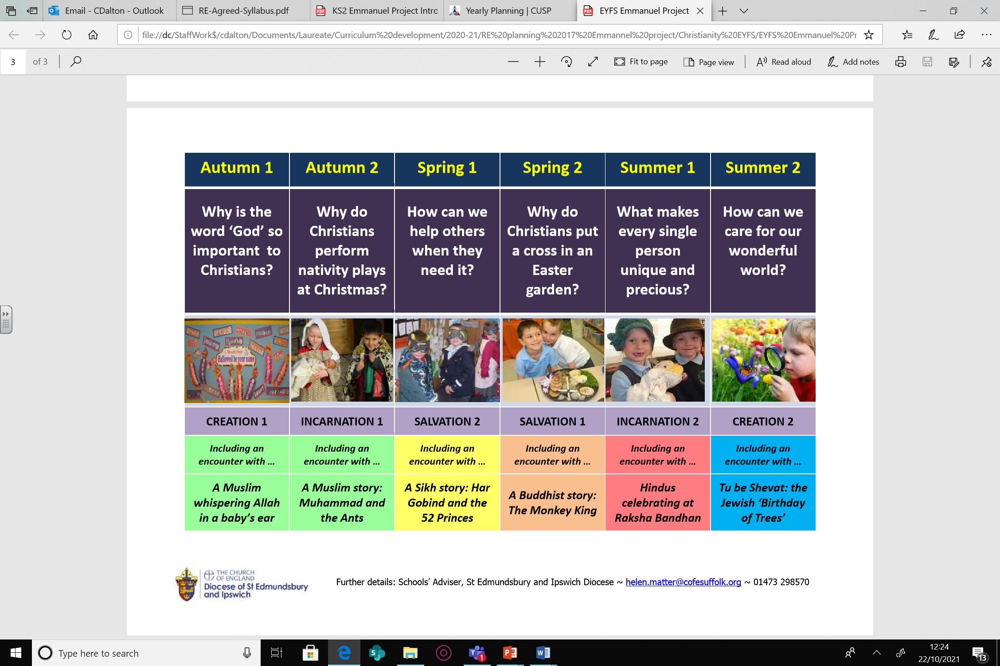 Email - CDalton - Outlook
RE-Agreed-Syllabus.pdf
KS2 Emmanuel Project Intro
Yearly Planning | CUSP
EYFS Emmanuel Project
file://dc/StaffWork$/cdalton/Documents/Laureate/Curriculum%20development/2020-21/RE%20planning%202017%20Emmannel%20project/Christianity%20EYFS/EYFS%20Emmanuel%20Pr
3 of 3
Fit to page
Page view
Read aloud
Add notes
Autumn 1
Autumn 2
Spring 1
Spring 2
Summer 1
Summer 2
Why is the
word ‘God’ so
important to
Christians?
Why do
Christians
perform
nativity plays
at Christmas?
How can we
help others
when they
need it?
Why do
Christians put
a cross in an
Easter
garden?
What makes
every single
person
unique and
precious?
How can we
care for our
wonderful
world?
The Lord's Prayer
Hallowed be your name
CREATION 1
INCARNATION 1
SALVATION 2
SALVATION 1
INCARNATION 2
CREATION 2
Including an
encounter with ...
Including an
encounter with ...
Including an
encounter with ...
Including an
encounter with ...
Including an
encounter with ...
Including an
encounter with ...
A Muslim
whispering Allah
in a baby’s ear
A Muslim story:
Muhammad and
the Ants
A Sikh story: Har
Gobind and the
52 Princes
A Buddhist story:
The Monkey King
Hindus
celebrating at
Raksha Bandhan
Tu be Shevat: the
Jewish ‘Birthday
of Trees’
THE CHURCH
OF ENGLAND
Diocese of St Edmundsbury
and Ipswich
Further details: Schools’ Adviser, St Edmundsbury and Ipswich Diocese ~ helen.matter@cofesuffolk.org ~ 01473 298570
Type here to search
1
12:24
22/10/2021
13